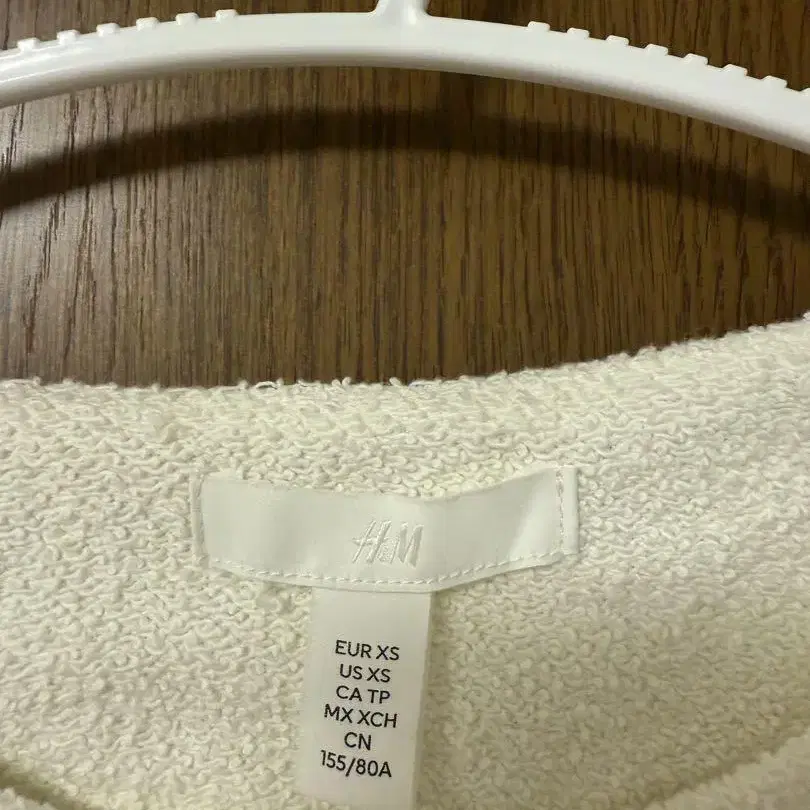 H&M
EUR XS
US XS
CA TP
MX XCH
CN
155/80A